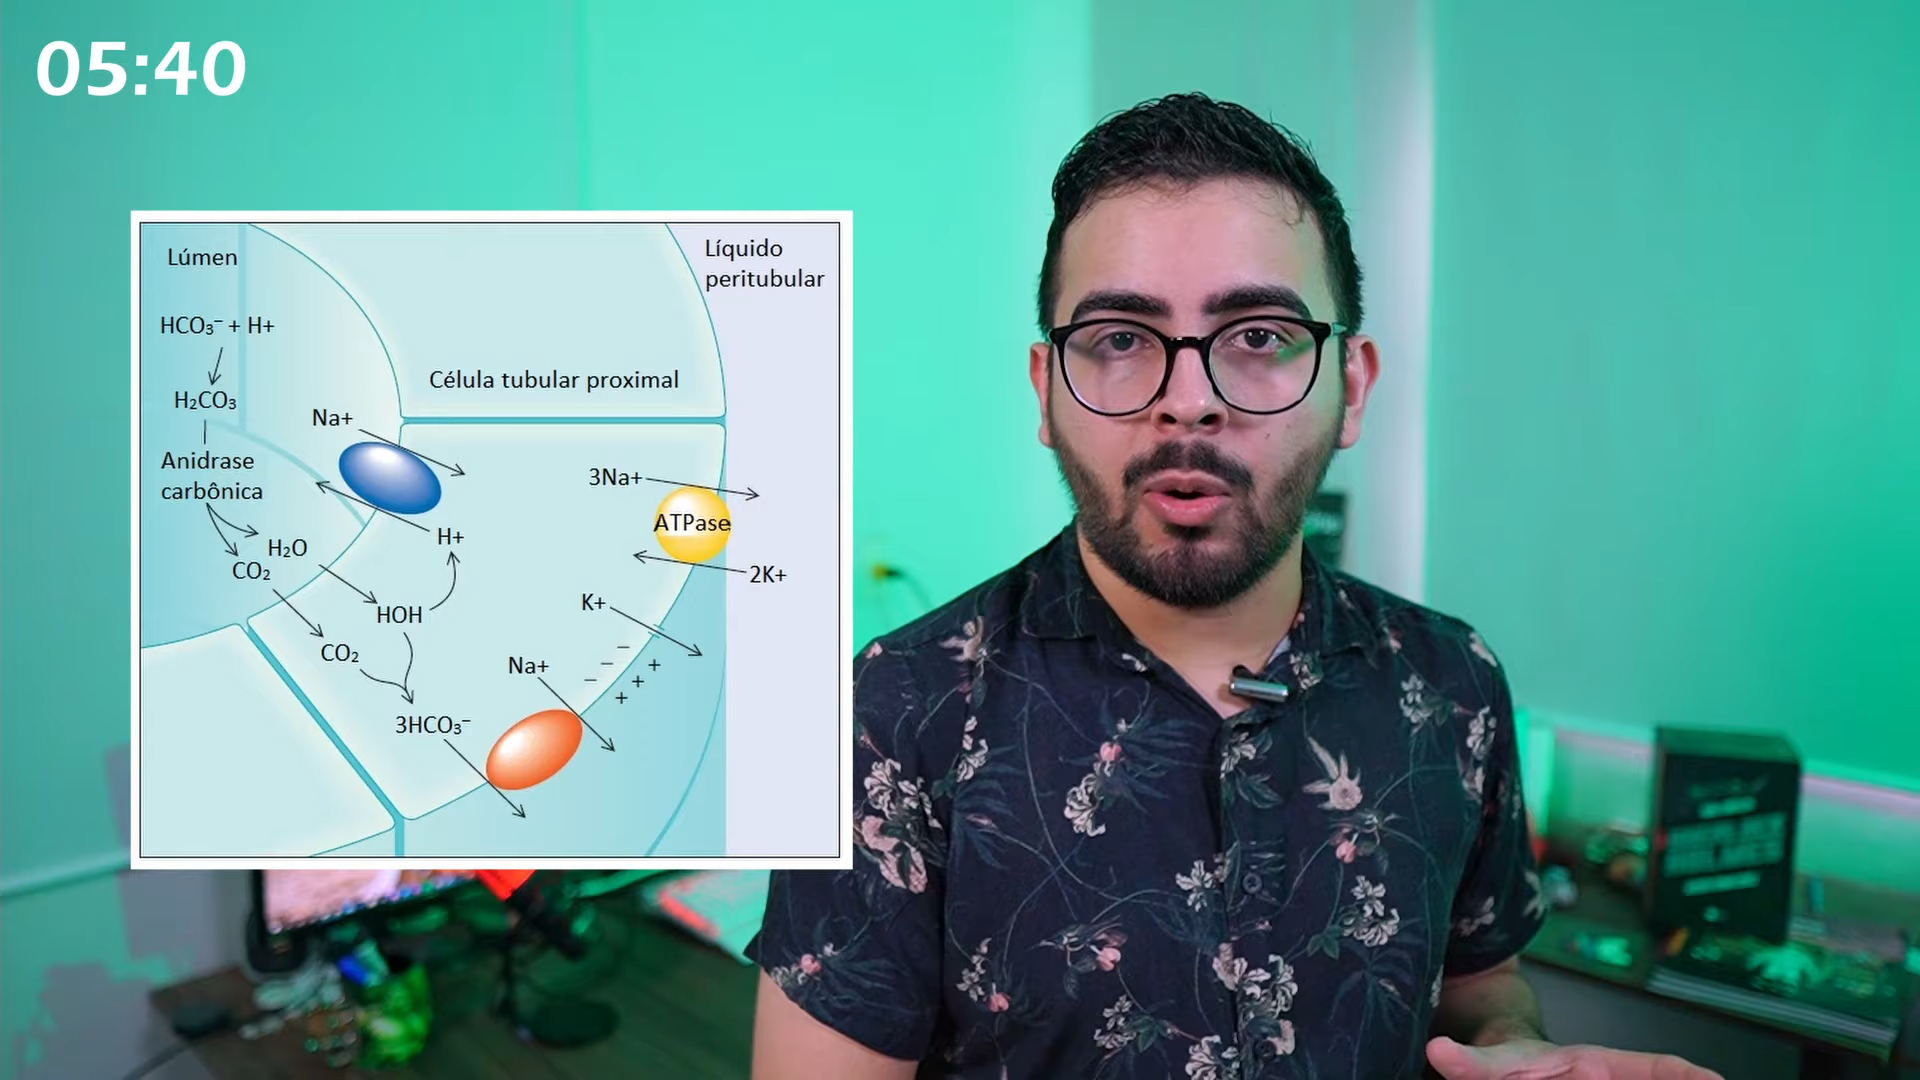 05:40
Lúmen
Líquido
peritubular
HCO₃⁻ + H+
H₂CO₃
Célula tubular proximal
Na+
Anidrase
carbônica
3Na+
ATPase
H+
H₂O
CO₂
2K+
K+
HOH
CO₂
Na+
3HCO₃⁻